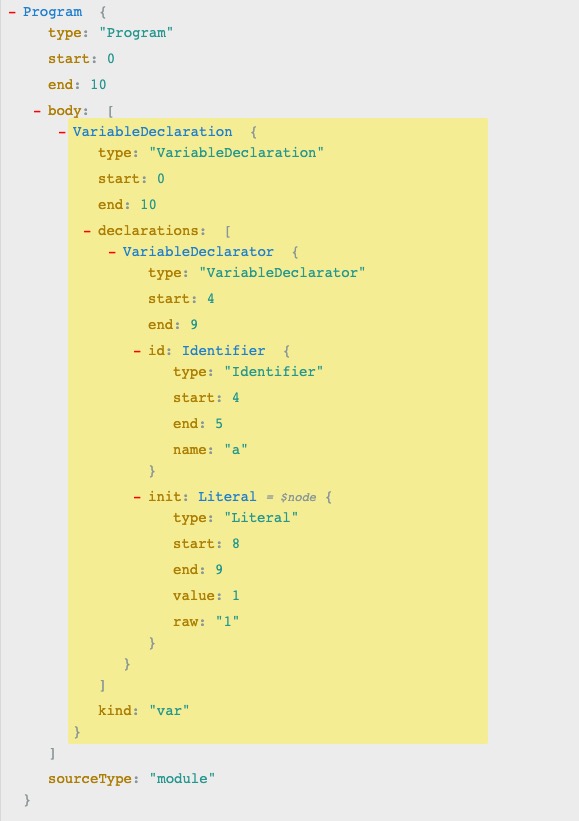 - Program {
type: "Program"
start: 0
end: 10
- body: [
- VariableDeclaration {
type: "VariableDeclaration"
start: 0
end: 10
- declarations: [
- VariableDeclarator {
type: "VariableDeclarator"
start: 4
end: 9
- id: Identifier {
type: "Identifier"
start: 4
end: 5
name: "a"
}
- init: Literal = $node {
type: "Literal"
start: 8
end: 9
value: 1
raw: "1"
}
}
]
kind: "var"
}
]
sourceType: "module"
}